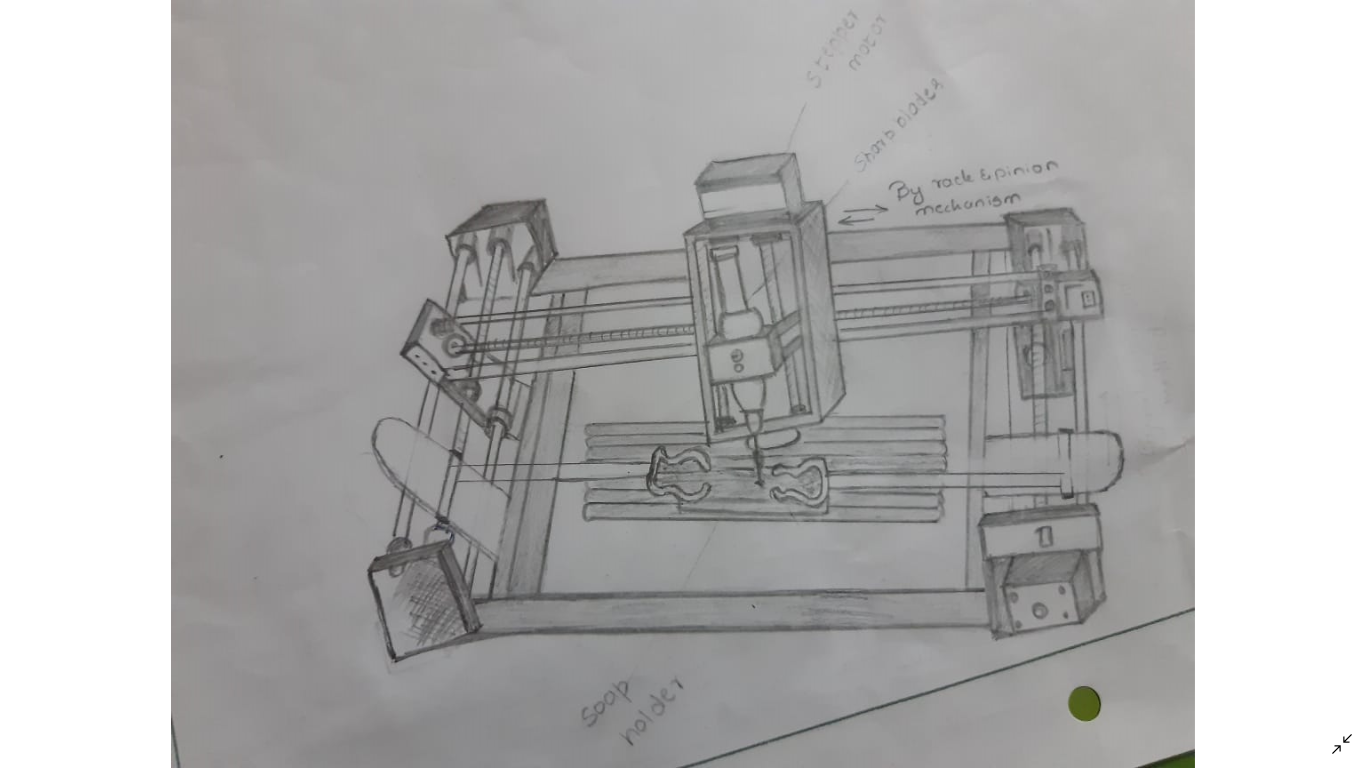 Stepper
motor
Sharp blades
By rack & pinion
mechanism
Soap
holder